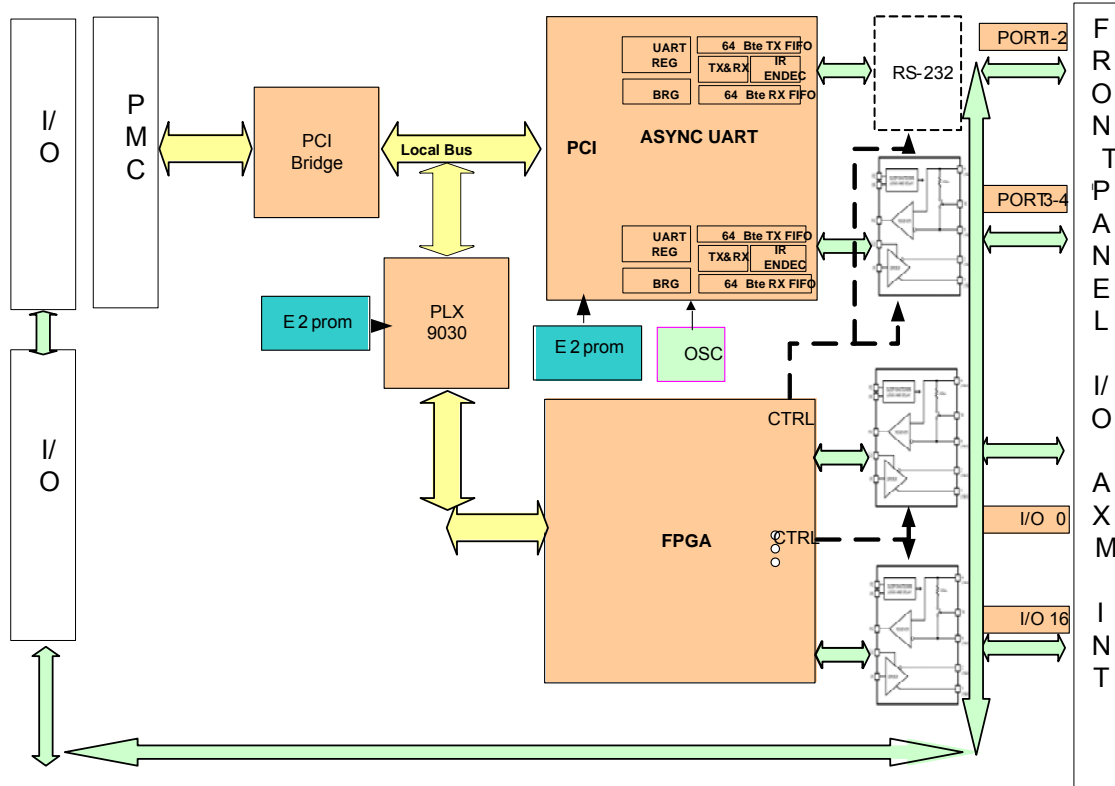 I/
O
P
M
C
PCI
Bridge
Local Bus
PCI
UART
REG
64 Bte TX FIFO
TX&RX
IR
ENDEC
BRG
64 Bte RX FIFO
ASYNC UART
UART
REG
64 Bte TX FIFO
TX&RX
IR
ENDEC
BRG
64 Bte RX FIFO
RS-232
PORT1-2
PORT3-4
E 2 prom
PLX
9030
E 2 prom
OSC
I/
O
CTRL
FPGA
CTRL
I/O 0
I/O 16
F
R
O
N
T
'P
A
N
E
L
I/
O
A
X
M
I
N
T